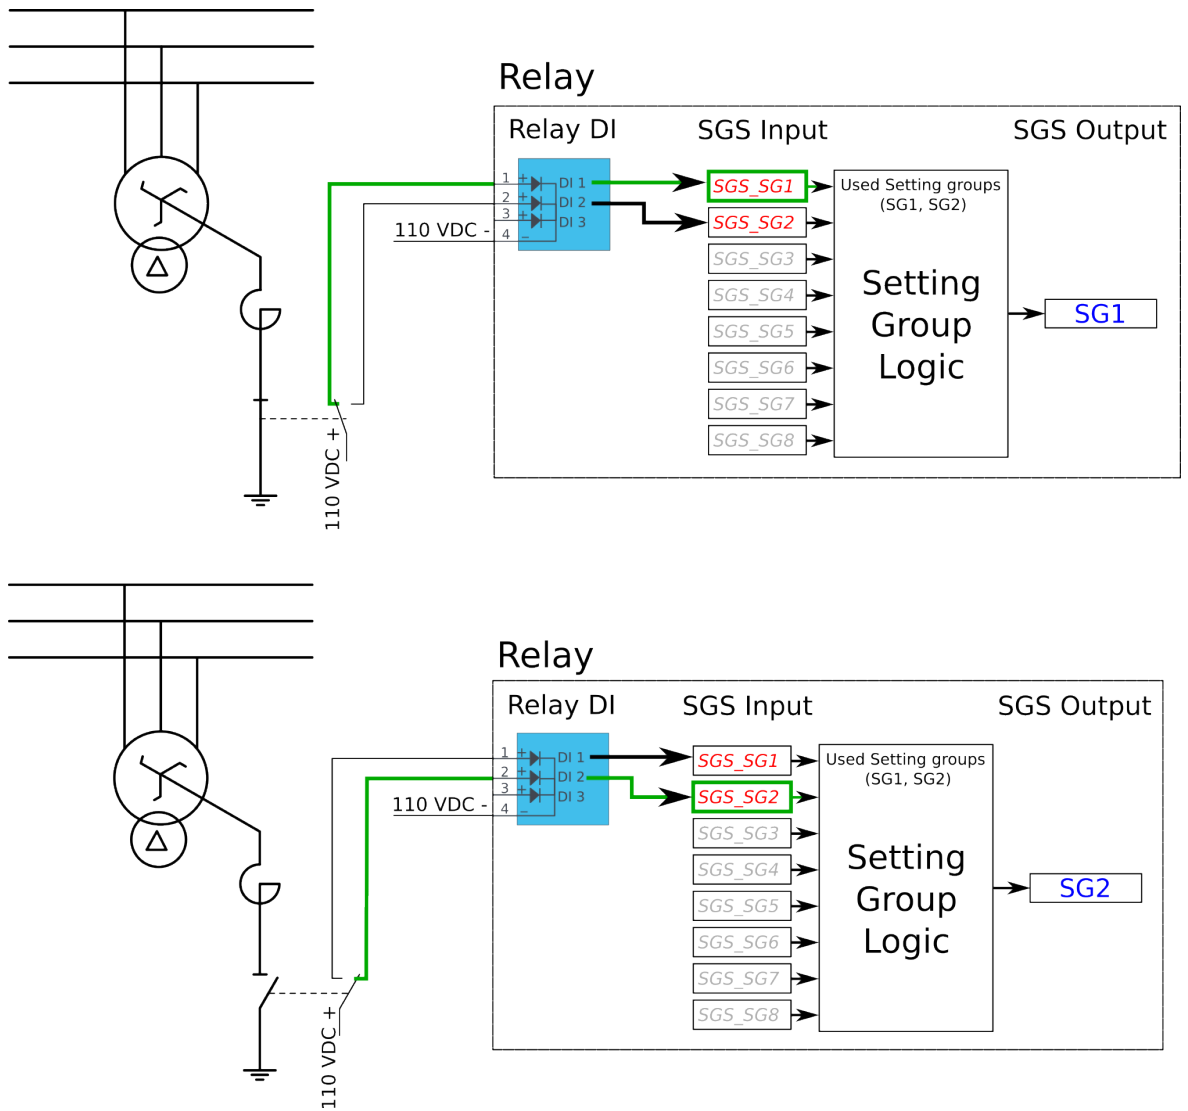 Relay
Relay DI
SGS Input
SGS Output
1 + DI 1
2 + DI 2
3 + DI 3
110 VDC - 4 −
SGS_SG1
SGS_SG2
SGS_SG3
SGS_SG4
SGS_SG5
SGS_SG6
SGS_SG7
SGS_SG8
Used Setting groups
(SG1, SG2)
Setting
Group
Logic
SG1
110 VDC +
Relay
Relay DI
SGS Input
SGS Output
1 + DI 1
2 + DI 2
3 + DI 3
110 VDC - 4 −
SGS_SG1
SGS_SG2
SGS_SG3
SGS_SG4
SGS_SG5
SGS_SG6
SGS_SG7
SGS_SG8
Used Setting groups
(SG1, SG2)
Setting
Group
Logic
SG2
110 VDC +